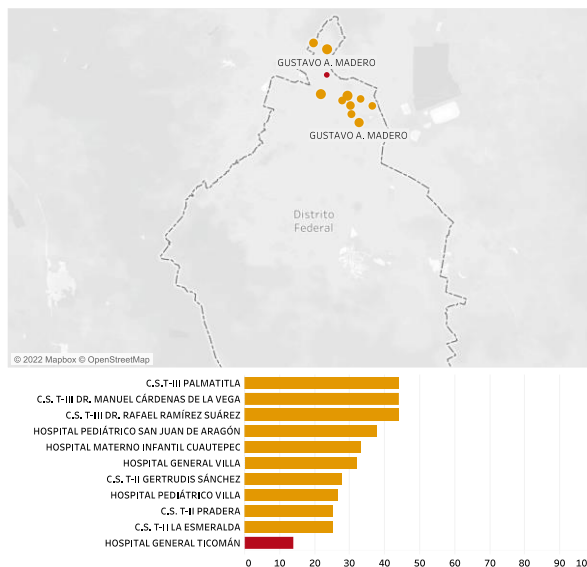 GUSTAVO A. MADERO
GUSTAVO A. MADERO
Distrito
Federal
© 2022 Mapbox © OpenStreetMap
C.S.T-III PALMATITLA
C.S. T-III DR. MANUEL CÁRDENAS DE LA VEGA
C.S. T-III DR. RAFAEL RAMÍREZ SUÁREZ
HOSPITAL PEDIÁTRICO SAN JUAN DE ARAGÓN
HOSPITAL MATERNO INFANTIL CUAUTEPEC
HOSPITAL GENERAL VILLA
C.S. T-II GERTRUDIS SÁNCHEZ
HOSPITAL PEDIÁTRICO VILLA
C.S. T-II PRADERA
C.S. T-II LA ESMERALDA
HOSPITAL GENERAL TICOMÁN
0 10 20 30 40 50 60 70 80 90